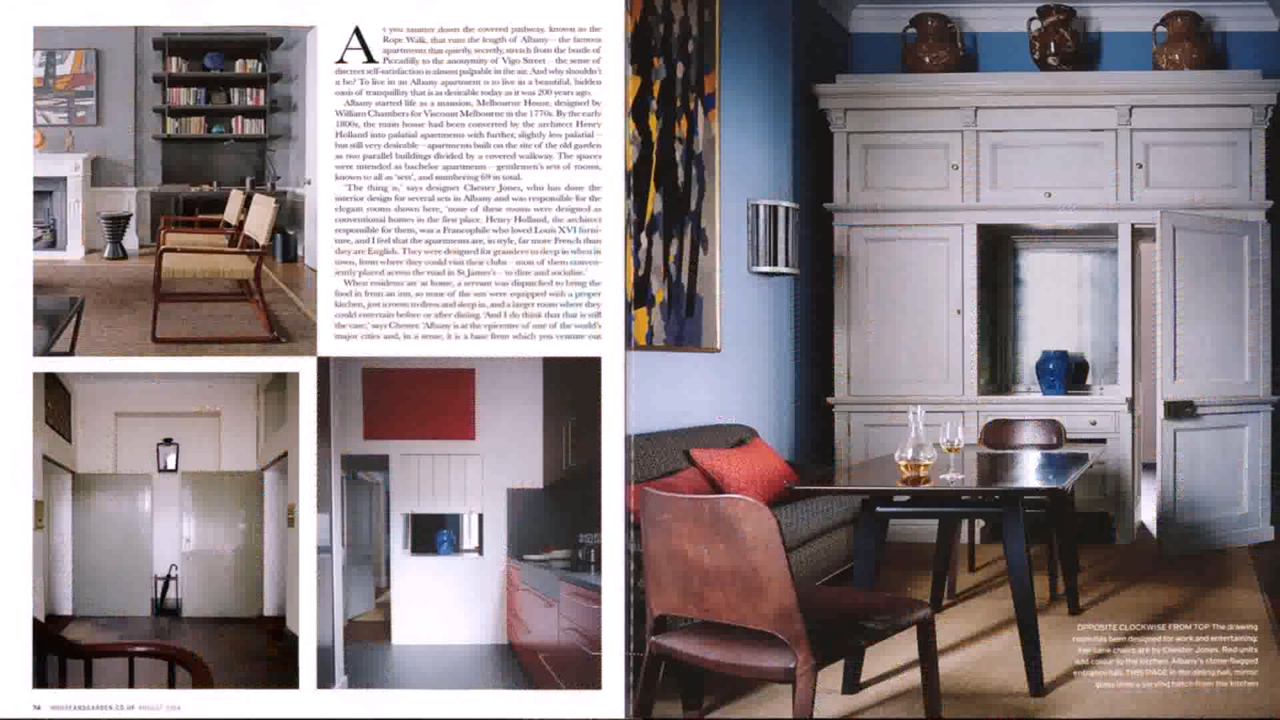 As you saunter down the covered pathway, known as the
Rope Walk, that runs the length of Albany – the famous
apartments that quietly, secretly, stretch from the bustle of
Piccadilly to the anonymity of Vigo Street – the sense of
discreet self-satisfaction is almost palpable in the air. And why shouldn't
it be? To live in an Albany apartment is to live in a beautiful, hidden
oasis of tranquillity that is as desirable today as it was 200 years ago.
Albany started life as a mansion, Melbourne House, designed by
William Chambers for Viscount Melbourne in the 1770s. By the early
1800s, the main house had been converted by the architect Henry
Holland into palatial apartments with further, slightly less palatial –
but still very desirable – apartments built on the site of the old garden
as two parallel buildings divided by a covered walkway. The spaces
were intended as bachelor apartments – gentlemen's sets of rooms,
known to all as 'sets', and numbering 69 in total.
'The thing is,' says designer Chester Jones, who has done the
interior design for several sets in Albany and was responsible for the
elegant rooms shown here, 'none of these rooms were designed as
conventional homes in the first place. Henry Holland, the architect
responsible for them, was a Francophile who loved Louis XVI furni-
ture, and I feel that the apartments are, in style, far more French than
they are English. They were designed for grandees to sleep in when in
town, from where they could visit their clubs – most of them conven-
iently placed across the road in St James's – to dine and socialise.'
When residents ate at home, a servant was dispatched to bring the
food in from an inn, so none of the sets were equipped with a proper
kitchen, just a room to dress and sleep in, and a larger room where they
could entertain before or after dining. 'And I do think that that is still
the case,' says Chester. 'Albany is at the epicentre of one of the world's
major cities and, in a sense, it is a base from which you venture out
HOUSEANDGARDEN.CO.UK AUGUST
OPPOSITE CLOCKWISE FROM TOP The drawing
room has been designed for work and entertaining;
the cane chairs are by Chester Jones. Red units
add colour to the kitchen. Albany's stone-flagged
entrance hall. THIS PAGE In the dining hall, mirror
glass lines a serving hatch from the kitchen